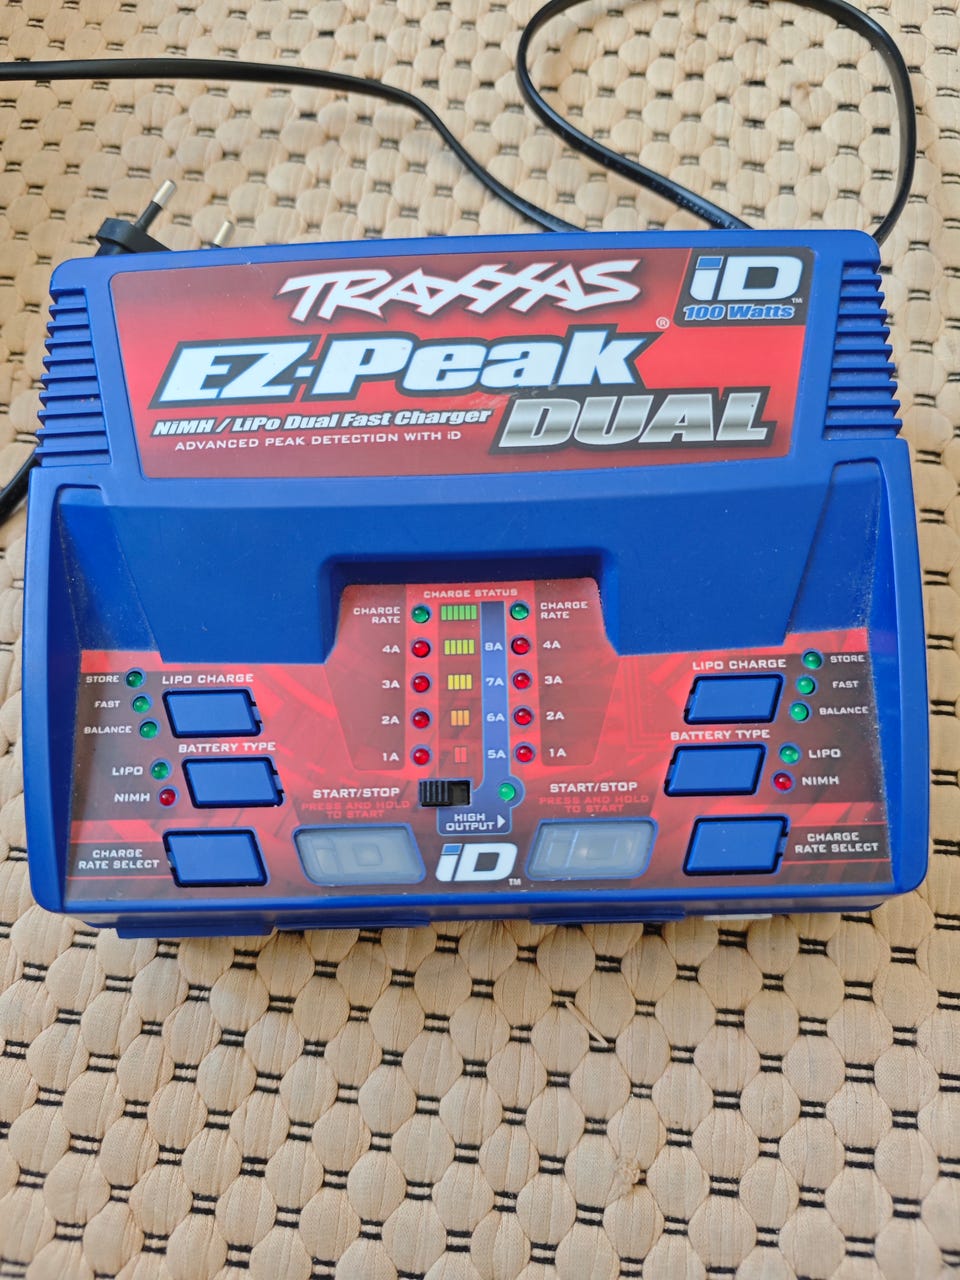 TRAXXAS
iD
100 Watts™
EZ-Peak®
DUAL
NiMH / LiPo Dual Fast Charger
ADVANCED PEAK DETECTION WITH iD
CHARGE STATUS
CHARGE
RATE
CHARGE
RATE
4A 8A 4A
3A 7A 3A
2A 6A 2A
1A 5A 1A
STORE
FAST
BALANCE
LIPO CHARGE
BATTERY TYPE
LIPO
NIMH
CHARGE
RATE SELECT
START/STOP
PRESS AND HOLD
TO START
iD
HIGH
OUTPUT
iD™
START/STOP
PRESS AND HOLD
TO START
iD
LIPO CHARGE
STORE
FAST
BALANCE
BATTERY TYPE
LIPO
NIMH
CHARGE
RATE SELECT